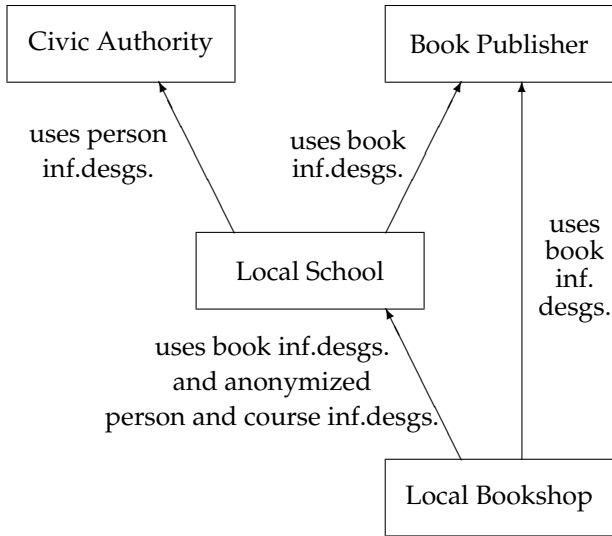 Civic Authority
Book Publisher
uses person
inf.desgs.
uses book
inf.desgs.
uses
book
inf.
desgs.
Local School
uses book inf.desgs.
and anonymized
person and course inf.desgs.
Local Bookshop